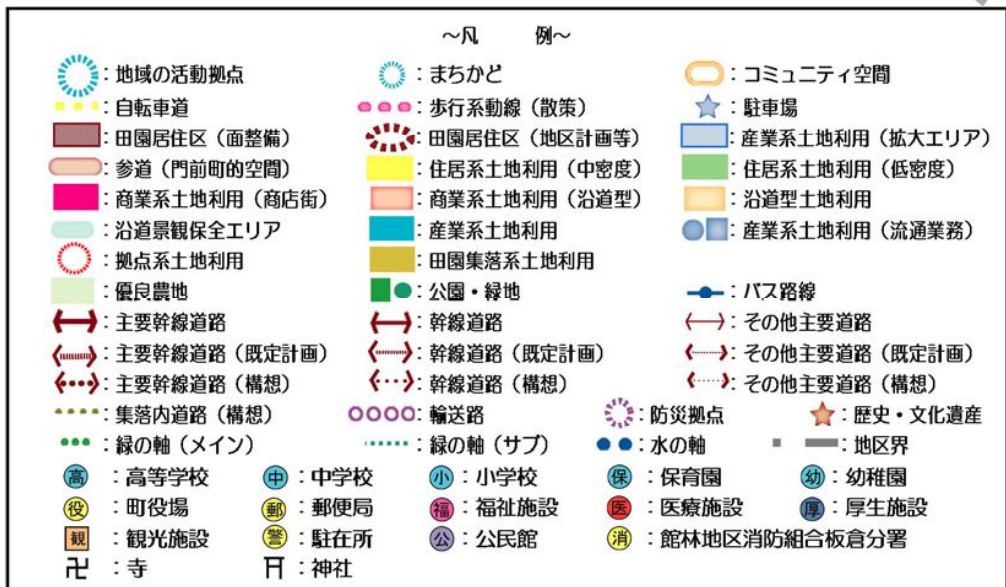 ～凡 例～
：地域の活動拠点 ：まちかど ：コミュニティ空間
：自転車道 ：歩行系動線（散策） ：駐車場
：田園居住区（面整備） ：田園居住区（地区計画等） ：産業系土地利用（拡大エリア）
：参道（門前町的空間） ：住居系土地利用（中密度） ：住居系土地利用（低密度）
：商業系土地利用（商店街） ：商業系土地利用（沿道型） ：沿道型土地利用
：沿道景観保全エリア ：産業系土地利用 ：産業系土地利用（流通業務）
：拠点系土地利用 ：田園集落系土地利用
：優良農地 ：公園・緑地 ：バス路線
：主要幹線道路 ：幹線道路 ：その他主要道路
：主要幹線道路（既定計画） ：幹線道路（既定計画） ：その他主要道路（既定計画）
：主要幹線道路（構想） ：幹線道路（構想） ：その他主要道路（構想）
：集落内道路（構想） ：輸送路 ：防災拠点 ：歴史・文化遺産
：緑の軸（メイン） ：緑の軸（サブ） ：水の軸 ：地区界
高：高等学校 中：中学校 小：小学校 保：保育園 幼：幼稚園
役：町役場 郵：郵便局 福：福祉施設 医：医療施設 厚：厚生施設
観：観光施設 警：駐在所 公：公民館 消：館林地区消防組合板倉分署
卍：寺 ：神社